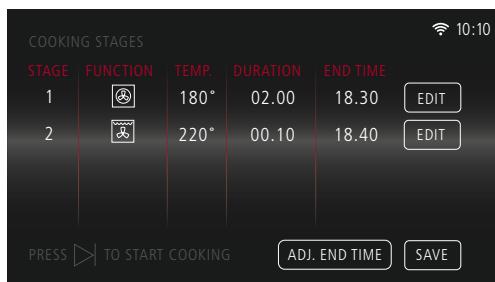 10:10
COOKING STAGES
STAGE FUNCTION TEMP. DURATION END TIME
1 180° 02.00 18.30 EDIT
2 220° 00.10 18.40 EDIT
PRESS TO START COOKING ADJ. END TIME SAVE